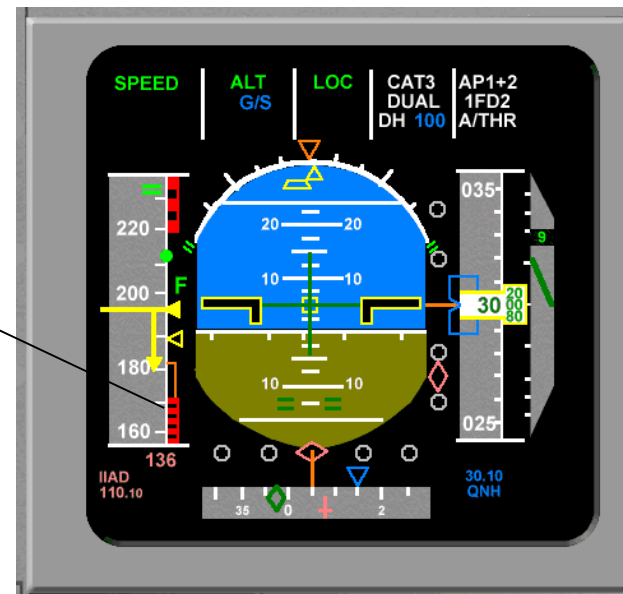 SPEED
ALT
G/S
LOC
CAT3
DUAL
DH 100
AP1+2
1FD2
A/THR
220
200
180
160
136
F
20 20
10 10
10 10
035
20
30 00
80
025
9
IIAD
110.10
30.10
QNH
35 0 2